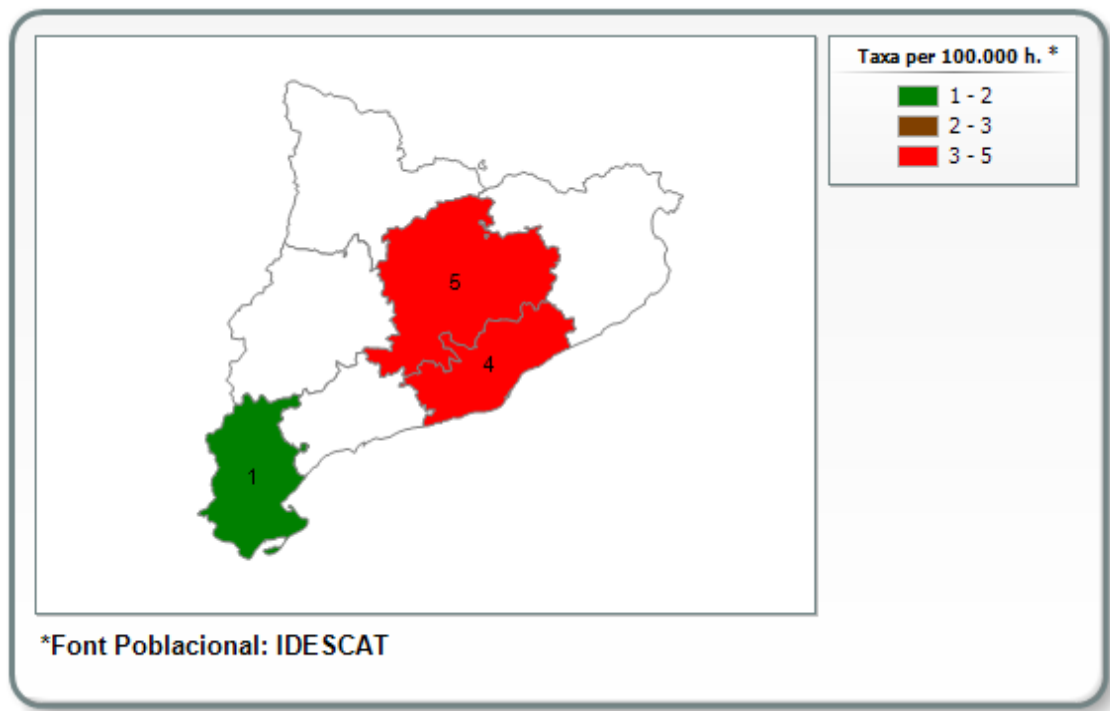 Taxa per 100.000 h. *
1 - 2
2 - 3
3 - 5
5
4
1
*Font Poblacional: IDESCAT